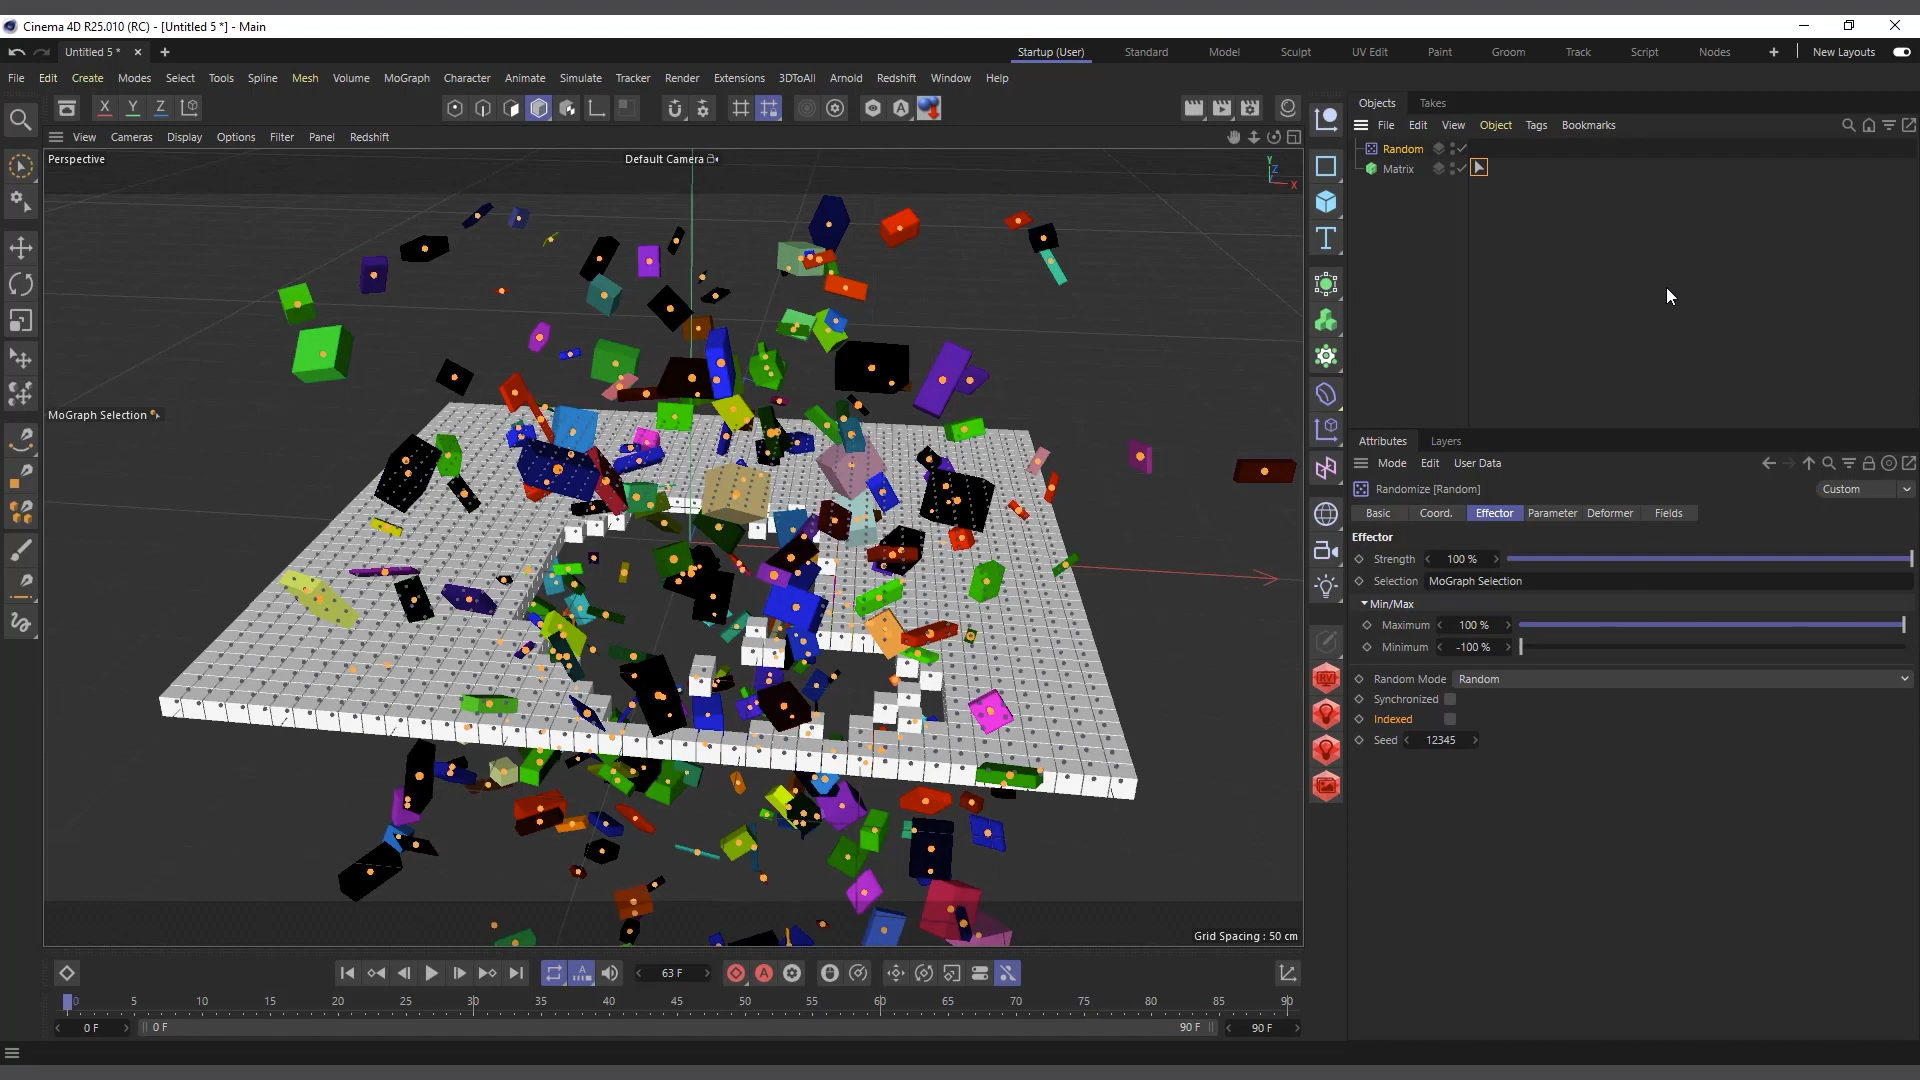 Cinema 4D R25.010 (RC) - [Untitled 5 *] - Main
Untitled 5 *
Startup (User) Standard Model Sculpt UV Edit Paint Groom Track Script Nodes New Layouts
File Edit Create Modes Select Tools Spline Mesh Volume MoGraph Character Animate Simulate Tracker Render Extensions 3DToAll Arnold Redshift Window Help
X Y Z
View Cameras Display Options Filter Panel Redshift
Perspective
Default Camera
Y
Z
X
MoGraph Selection
Grid Spacing : 50 cm
Objects Takes
File Edit View Object Tags Bookmarks
Random
Matrix
Attributes Layers
Mode Edit User Data
Randomize [Random]
Custom
Basic Coord. Effector Parameter Deformer Fields
Effector
Strength 100 %
Selection MoGraph Selection
Min/Max
Maximum 100 %
Minimum -100 %
Random Mode Random
Synchronized
Indexed
Seed 12345
63 F
0 5 10 15 20 25 30 35 40 45 50 55 60 65 70 75 80 85 90
0 F 0 F 90 F 90 F